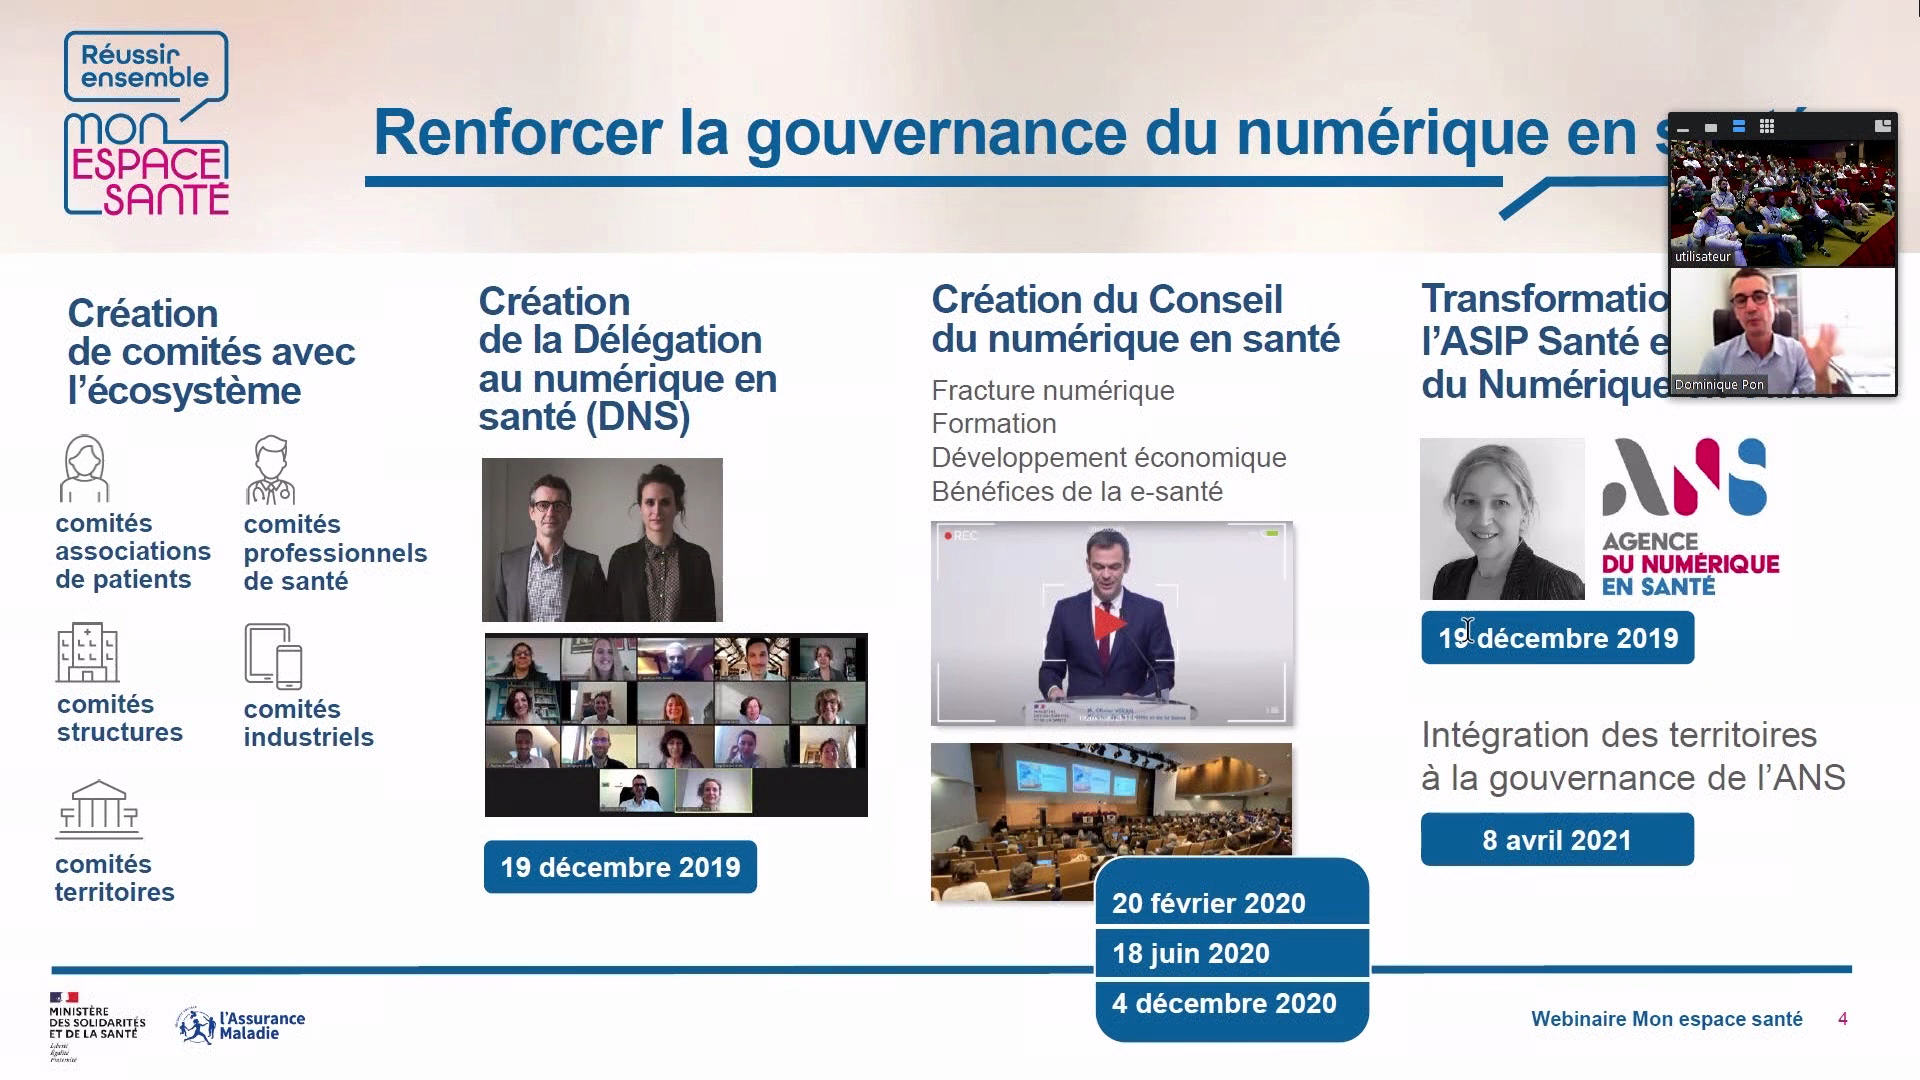 Réussir
ensemble
mon
ESPACE
SANTÉ
Renforcer la gouvernance du numérique en
utilisateur
Dominique Pon
Création
de comités avec
l'écosystème
comités
associations
de patients
comités
professionnels
de santé
comités
structures
comités
industriels
comités
territoires
Création
de la Délégation
au numérique en
santé (DNS)
19 décembre 2019
Création du Conseil
du numérique en santé
Fracture numérique
Formation
Développement économique
Bénéfices de la e-santé
REC
20 février 2020
18 juin 2020
4 décembre 2020
Transformatio
l'ASIP Santé e
du Numérique
ANS
AGENCE
DU NUMÉRIQUE
EN SANTÉ
19 décembre 2019
Intégration des territoires
à la gouvernance de l'ANS
8 avril 2021
MINISTÈRE
DES SOLIDARITÉS
ET DE LA SANTÉ
Liberté
Égalité
Fraternité
l'Assurance
Maladie
Webinaire Mon espace santé 4